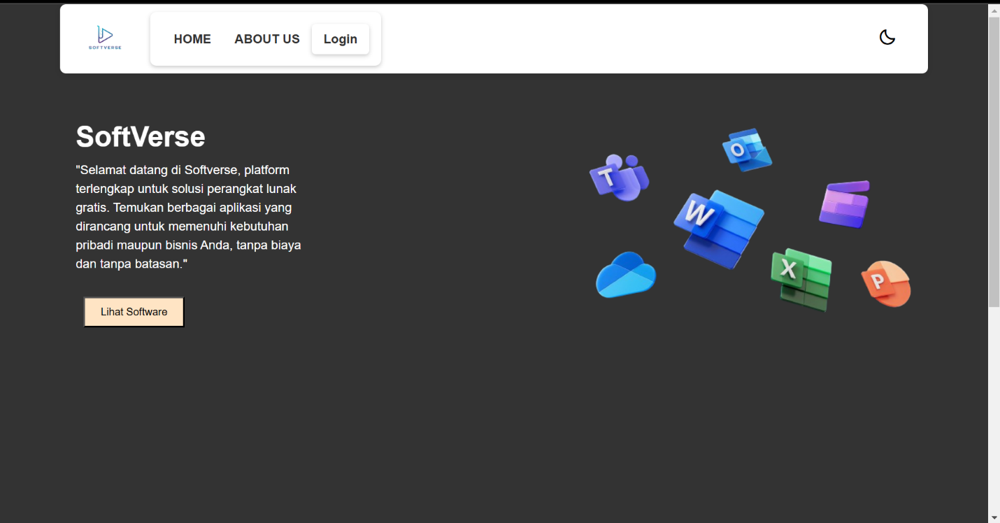 SOFTVERSE
HOME
ABOUT US
Login
SoftVerse
"Selamat datang di Softverse, platform
terlengkap untuk solusi perangkat lunak
gratis. Temukan berbagai aplikasi yang
dirancang untuk memenuhi kebutuhan
pribadi maupun bisnis Anda, tanpa biaya
dan tanpa batasan."
Lihat Software
O
T
W
X
P